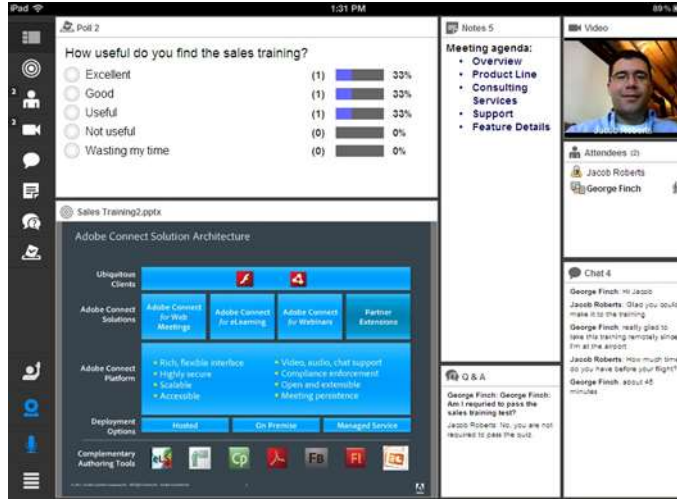 iPad
1:31 PM
89%
Poll 2
How useful do you find the sales training?
Excellent (1) 33%
Good (1) 33%
Useful (1) 33%
Not useful (0) 0%
Wasting my time (0) 0%
Sales Training2.pptx
Adobe Connect Solution Architecture
Ubiquitous
Clients
Adobe Connect
Solutions
Adobe Connect
for Web
Meetings
Adobe Connect
for eLearning
Adobe Connect
for Webinars
Partner
Extensions
Adobe Connect
Platform
• Rich, flexible interface
• Highly secure
• Scalable
• Accessible
• Video, audio, chat support
• Compliance enforcement
• Open and extensible
• Meeting persistence
Deployment
Options
Hosted
On Premise
Managed Service
Complementary
Authoring Tools
Cp
FB
Fl
Notes 5
Meeting agenda:
• Overview
• Product Line
• Consulting
Services
• Support
• Feature Details
Q & A
George Finch: George Finch:
Am I requried to pass the
sales training test?
Jacob Roberts: No, you are not
required to pass the quiz
Video
Jacob Roberts
Attendees (2)
Jacob Roberts
George Finch
Chat 4
George Finch: Hi Jacob
Jacob Roberts: Glad you could
make it to the training
George Finch: really glad to
take this training remotely since
I'm at the airport
Jacob Roberts: How much time
do you have before your flight?
George Finch: about 45
minutes